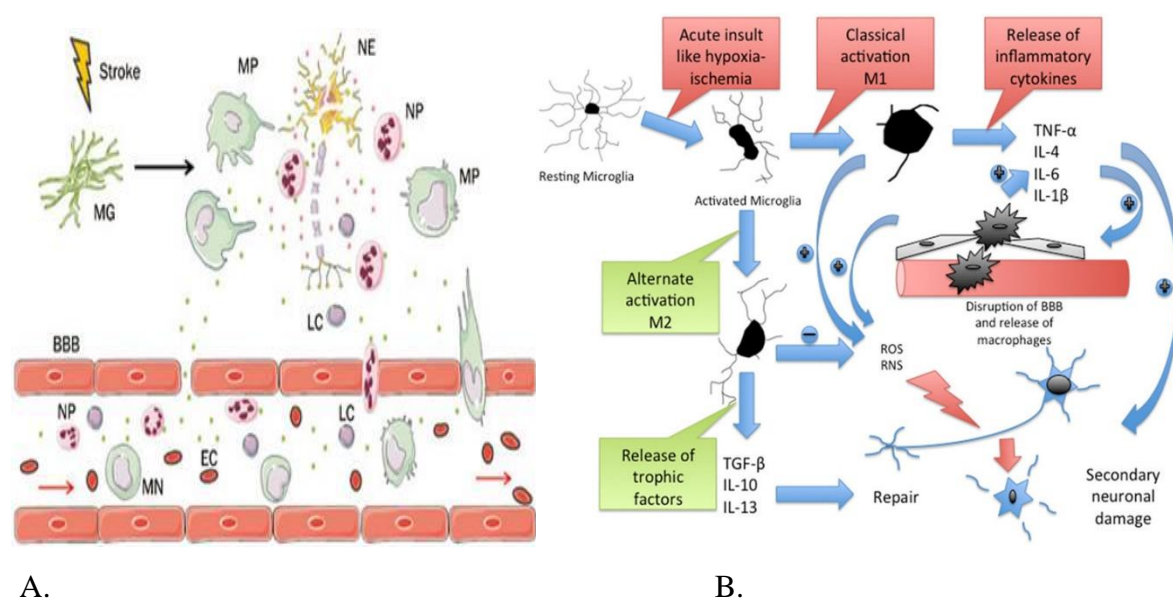 Stroke
MG
MP
NE
NP
MP
LC
BBB
NP
LC
EC
MN
A.
Acute insult
like hypoxia-
ischemia
Classical
activation
M1
Release of
inflammatory
cytokines
Resting Microglia
Activated Microglia
TNF-α
IL-4
IL-6
IL-1β
+
+
+
+
+
Alternate
activation
M2
−
Disruption of BBB
and release of
macrophages
ROS
RNS
Release of
trophic
factors
TGF-β
IL-10
IL-13
Repair
Secondary
neuronal
damage
B.